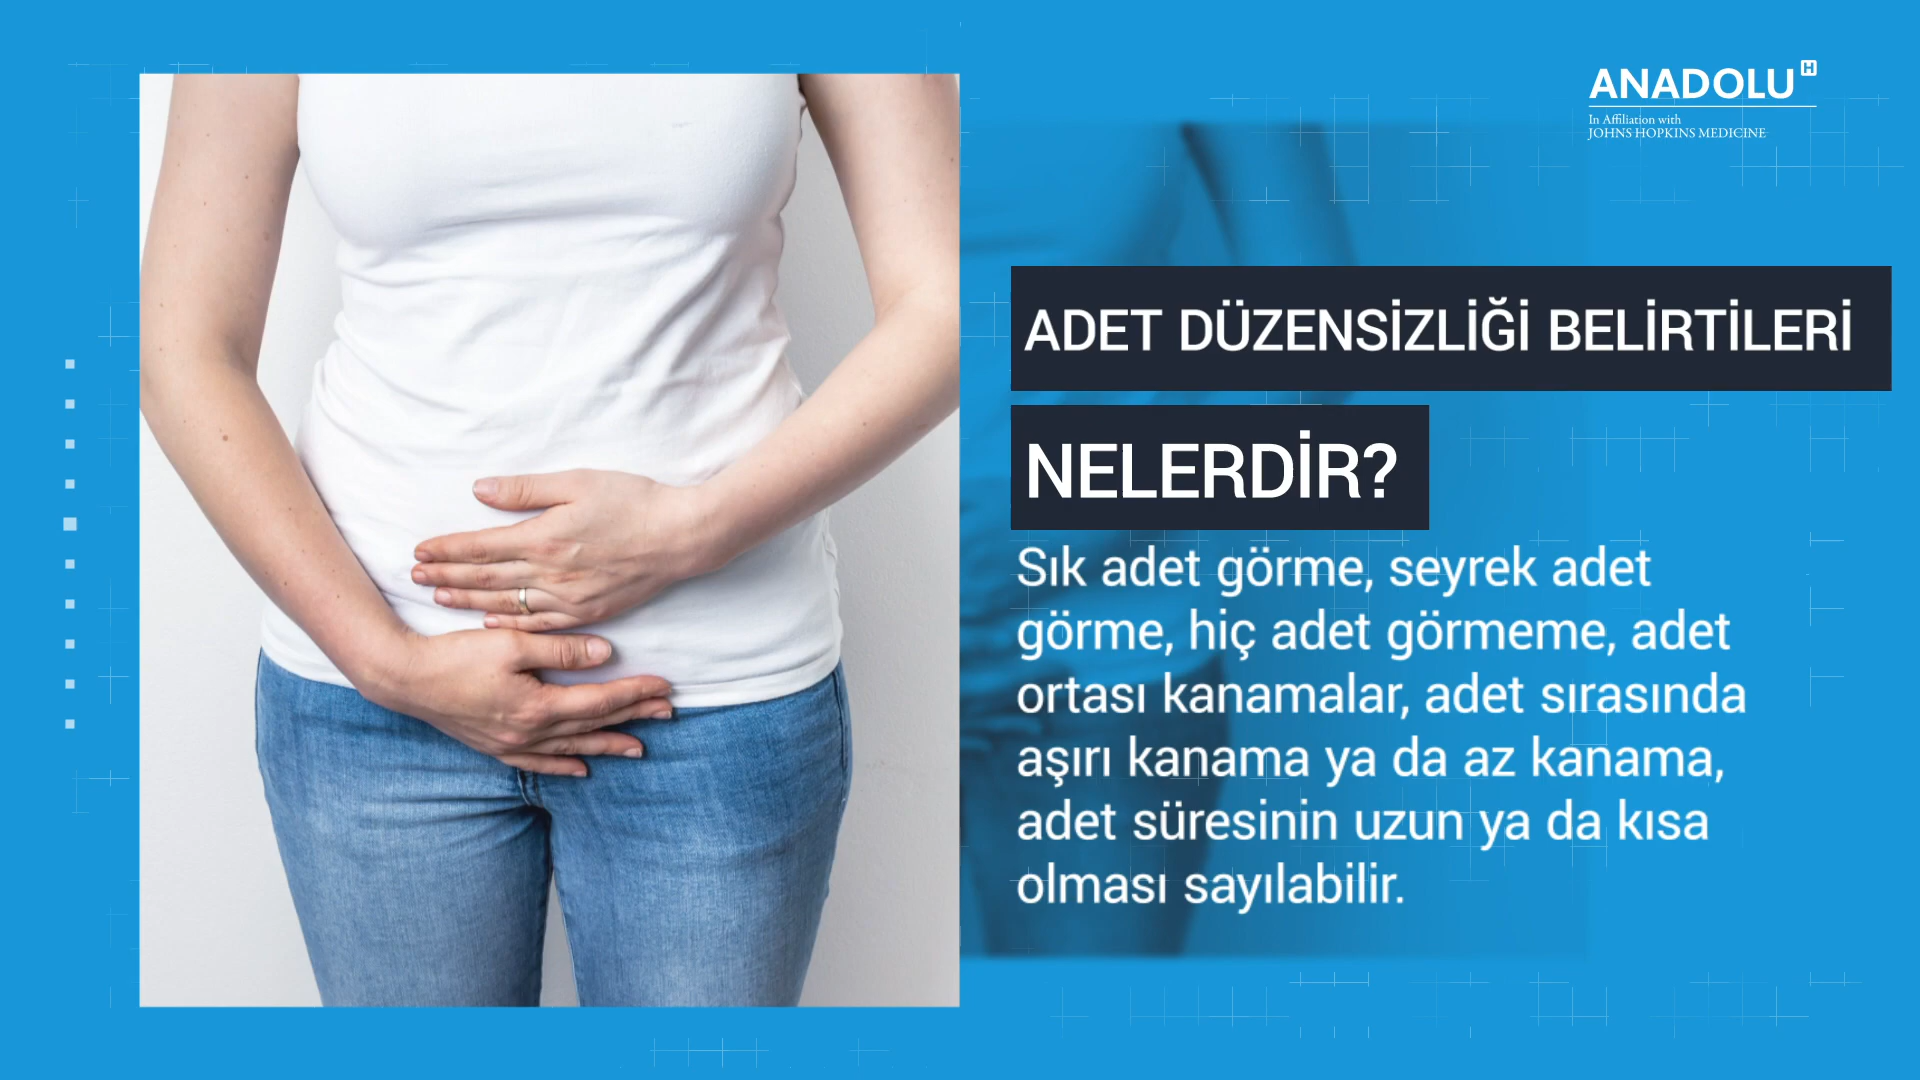 ANADOLU H
In Affiliation with
JOHNS HOPKINS MEDICINE
ADET DÜZENSİZLİĞİ BELİRTİLERİ
NELERDİR?
Sık adet görme, seyrek adet
görme, hiç adet görmeme, adet
ortası kanamalar, adet sırasında
aşırı kanama ya da az kanama,
adet süresinin uzun ya da kısa
olması sayılabilir.